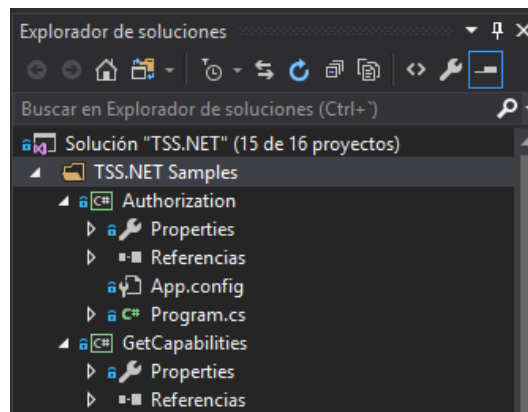 Explorador de soluciones
Buscar en Explorador de soluciones (Ctrl+`)
Solución "TSS.NET" (15 de 16 proyectos)
TSS.NET Samples
C# Authorization
Properties
Referencias
App.config
C# Program.cs
C# GetCapabilities
Properties
Referencias